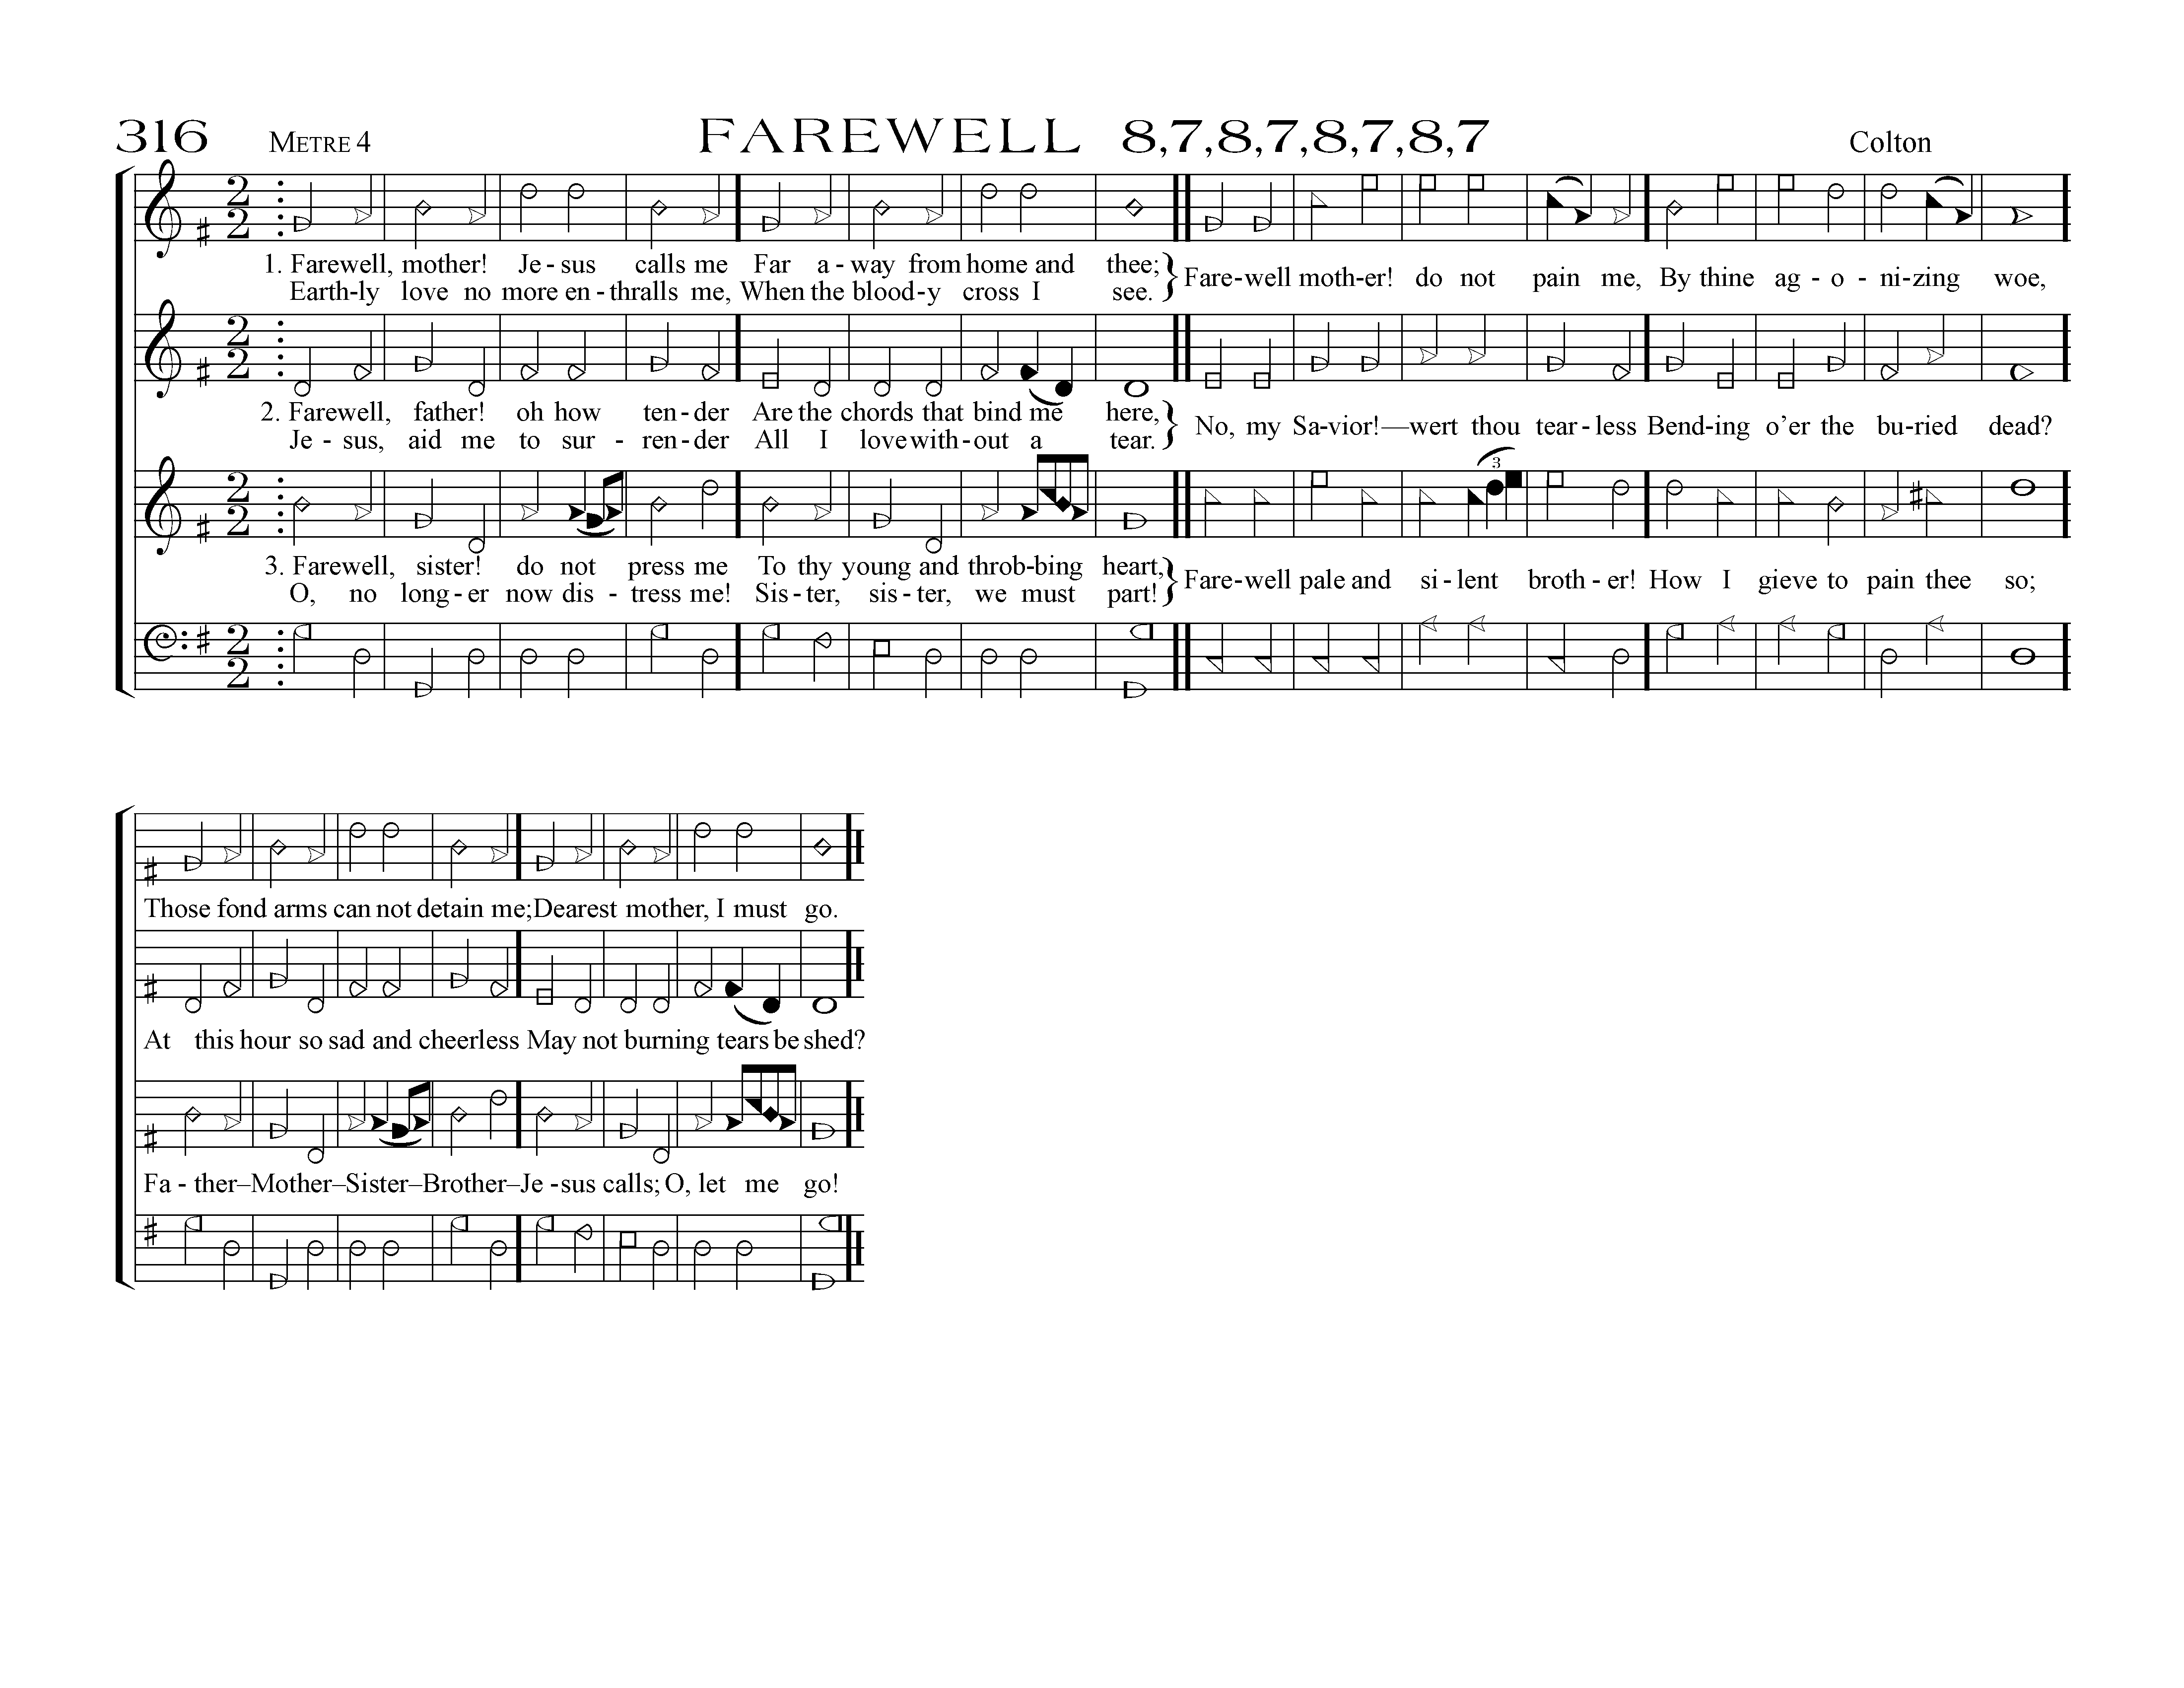 316 METRE 4 FAREWELL 8,7,8,7,8,7,8,7 Colton
2
2
1. Farewell, mother! Je - sus calls me Far a - way from home and thee;
Earth-ly love no more en - thralls me, When the blood-y cross I see.
Fare-well moth-er! do not pain me, By thine ag - o - ni-zing woe,
2
2
2. Farewell, father! oh how ten - der Are the chords that bind me here,
Je - sus, aid me to sur - ren - der All I love with-out a tear.
No, my Sa-vior!—wert thou tear - less Bend-ing o’er the bu-ried dead?
2
2
3
3. Farewell, sister! do not press me To thy young and throb-bing heart,
O, no long - er now dis - tress me! Sis - ter, sis - ter, we must part!
Fare-well pale and si - lent broth - er! How I gieve to pain thee so;
2
2
Those fond arms can not detain me; Dearest mother, I must go.
At this hour so sad and cheerless May not burning tears be shed?
Fa - ther–Mother–Sister–Brother–Je - sus calls; O, let me go!